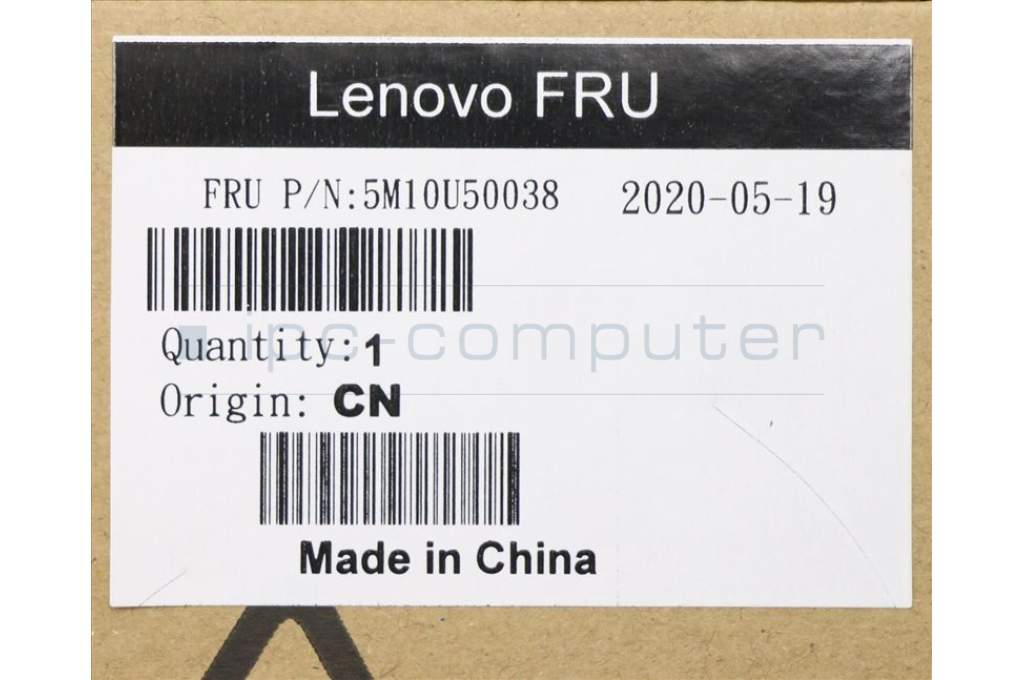 Lenovo FRU
FRU P/N:5M10U50038 2020-05-19
ipc-computer
Quantity:1
Origin: CN
Made in China